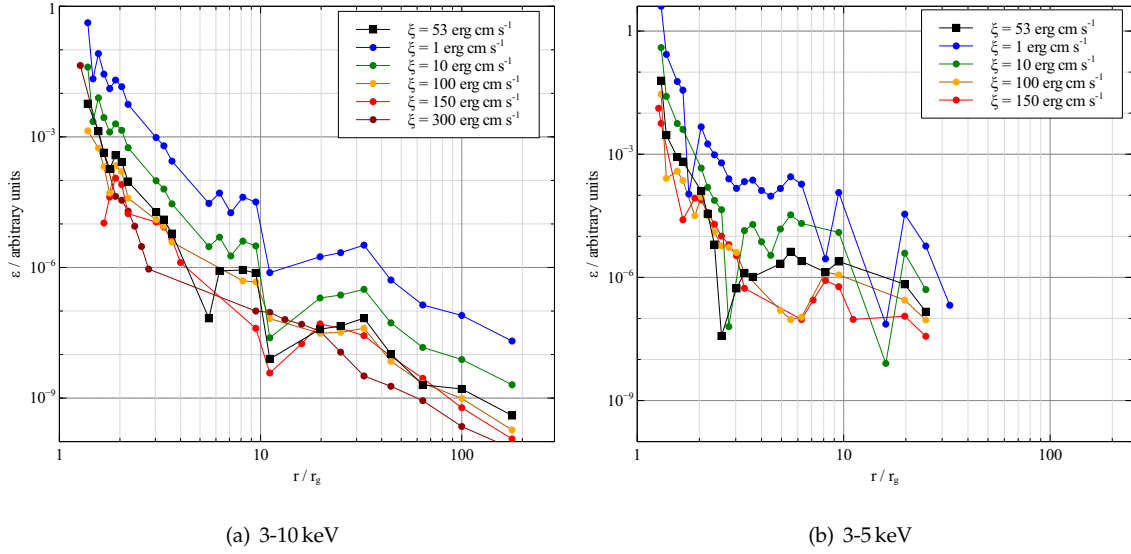 1
10⁻³
10⁻⁶
10⁻⁹
ε / arbitrary units
1
10
100
r / r_g
ξ = 53 erg cm s⁻¹
ξ = 1 erg cm s⁻¹
ξ = 10 erg cm s⁻¹
ξ = 100 erg cm s⁻¹
ξ = 150 erg cm s⁻¹
ξ = 300 erg cm s⁻¹
(a) 3-10 keV
1
10⁻³
10⁻⁶
10⁻⁹
ε / arbitrary units
1
10
100
r / r_g
ξ = 53 erg cm s⁻¹
ξ = 1 erg cm s⁻¹
ξ = 10 erg cm s⁻¹
ξ = 100 erg cm s⁻¹
ξ = 150 erg cm s⁻¹
(b) 3-5 keV